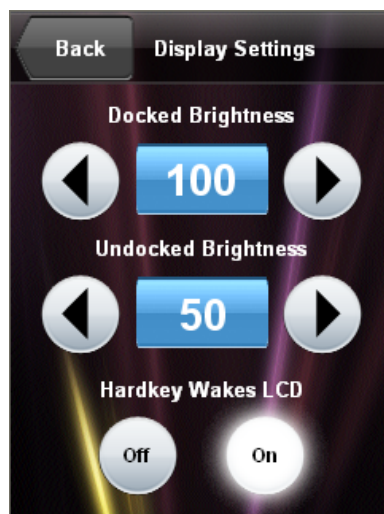 Back Display Settings
Docked Brightness
100
Undocked Brightness
50
Hardkey Wakes LCD
Off On